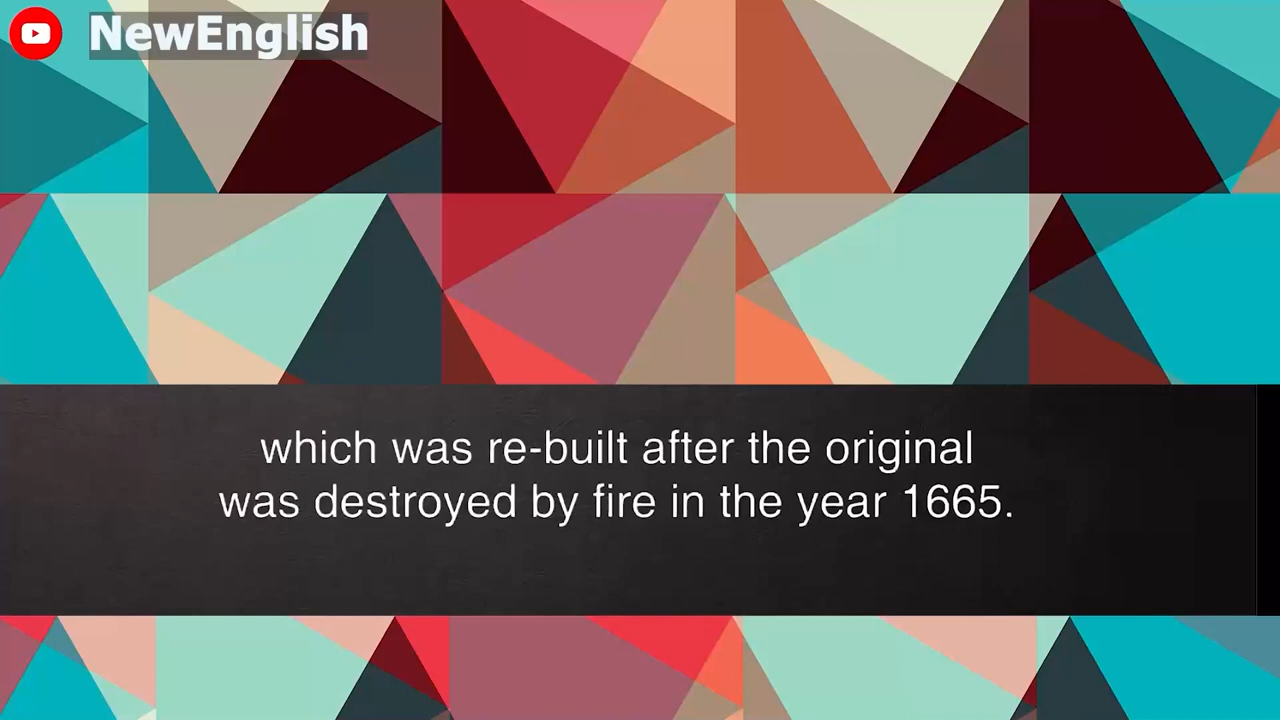 NewEnglish
which was re-built after the original
was destroyed by fire in the year 1665.